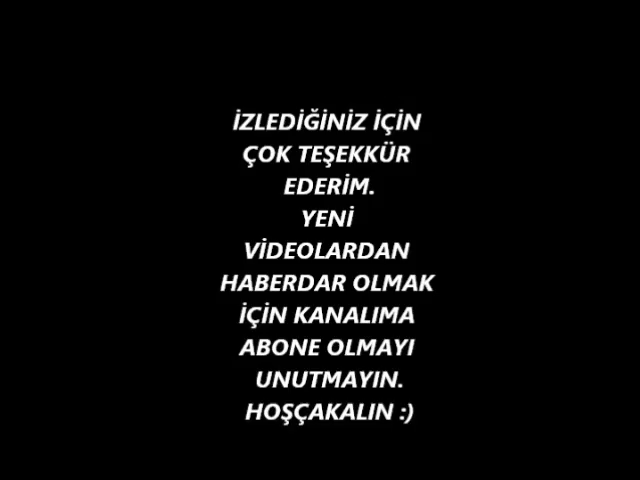 İZLEDİĞİNİZ İÇİN
ÇOK TEŞEKKÜR
EDERİM.
YENİ
VİDEOLARDAN
HABERDAR OLMAK
İÇİN KANALIMA
ABONE OLMAYI
UNUTMAYIN.
HOŞÇAKALIN :)